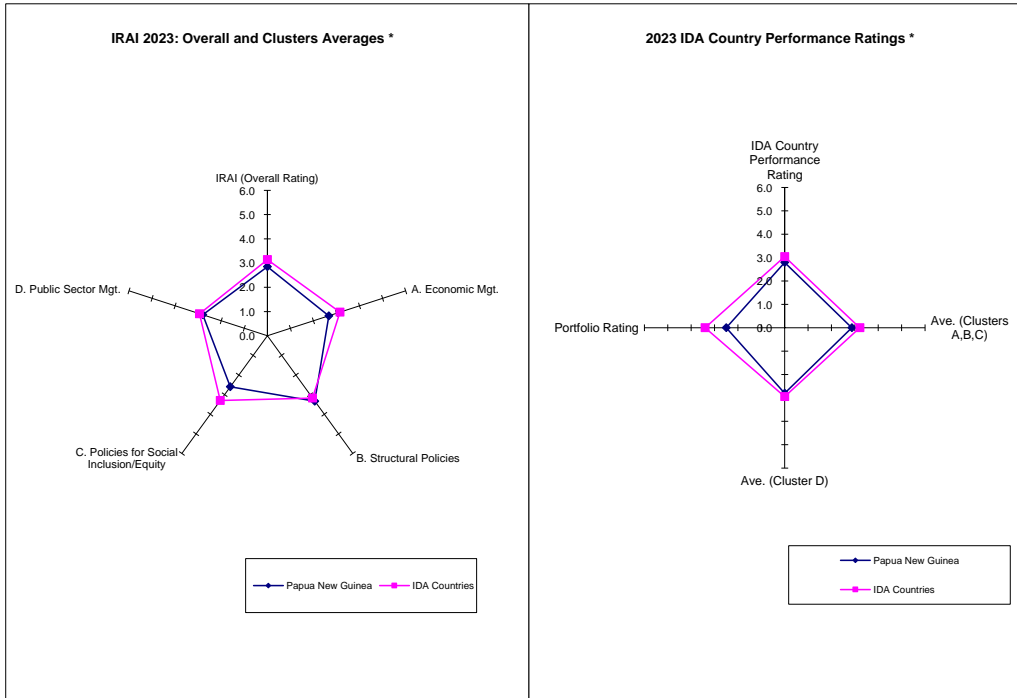 IRAI 2023: Overall and Clusters Averages *
IRAI (Overall Rating)
6.0
5.0
4.0
3.0
2.0
1.0
0.0
D. Public Sector Mgt.
A. Economic Mgt.
C. Policies for Social
Inclusion/Equity
B. Structural Policies
Papua New Guinea
IDA Countries
2023 IDA Country Performance Ratings *
IDA Country
Performance
Rating
6.0
5.0
4.0
3.0
2.0
1.0
0.0
Portfolio Rating
Ave. (Clusters
A,B,C)
Ave. (Cluster D)
Papua New Guinea
IDA Countries